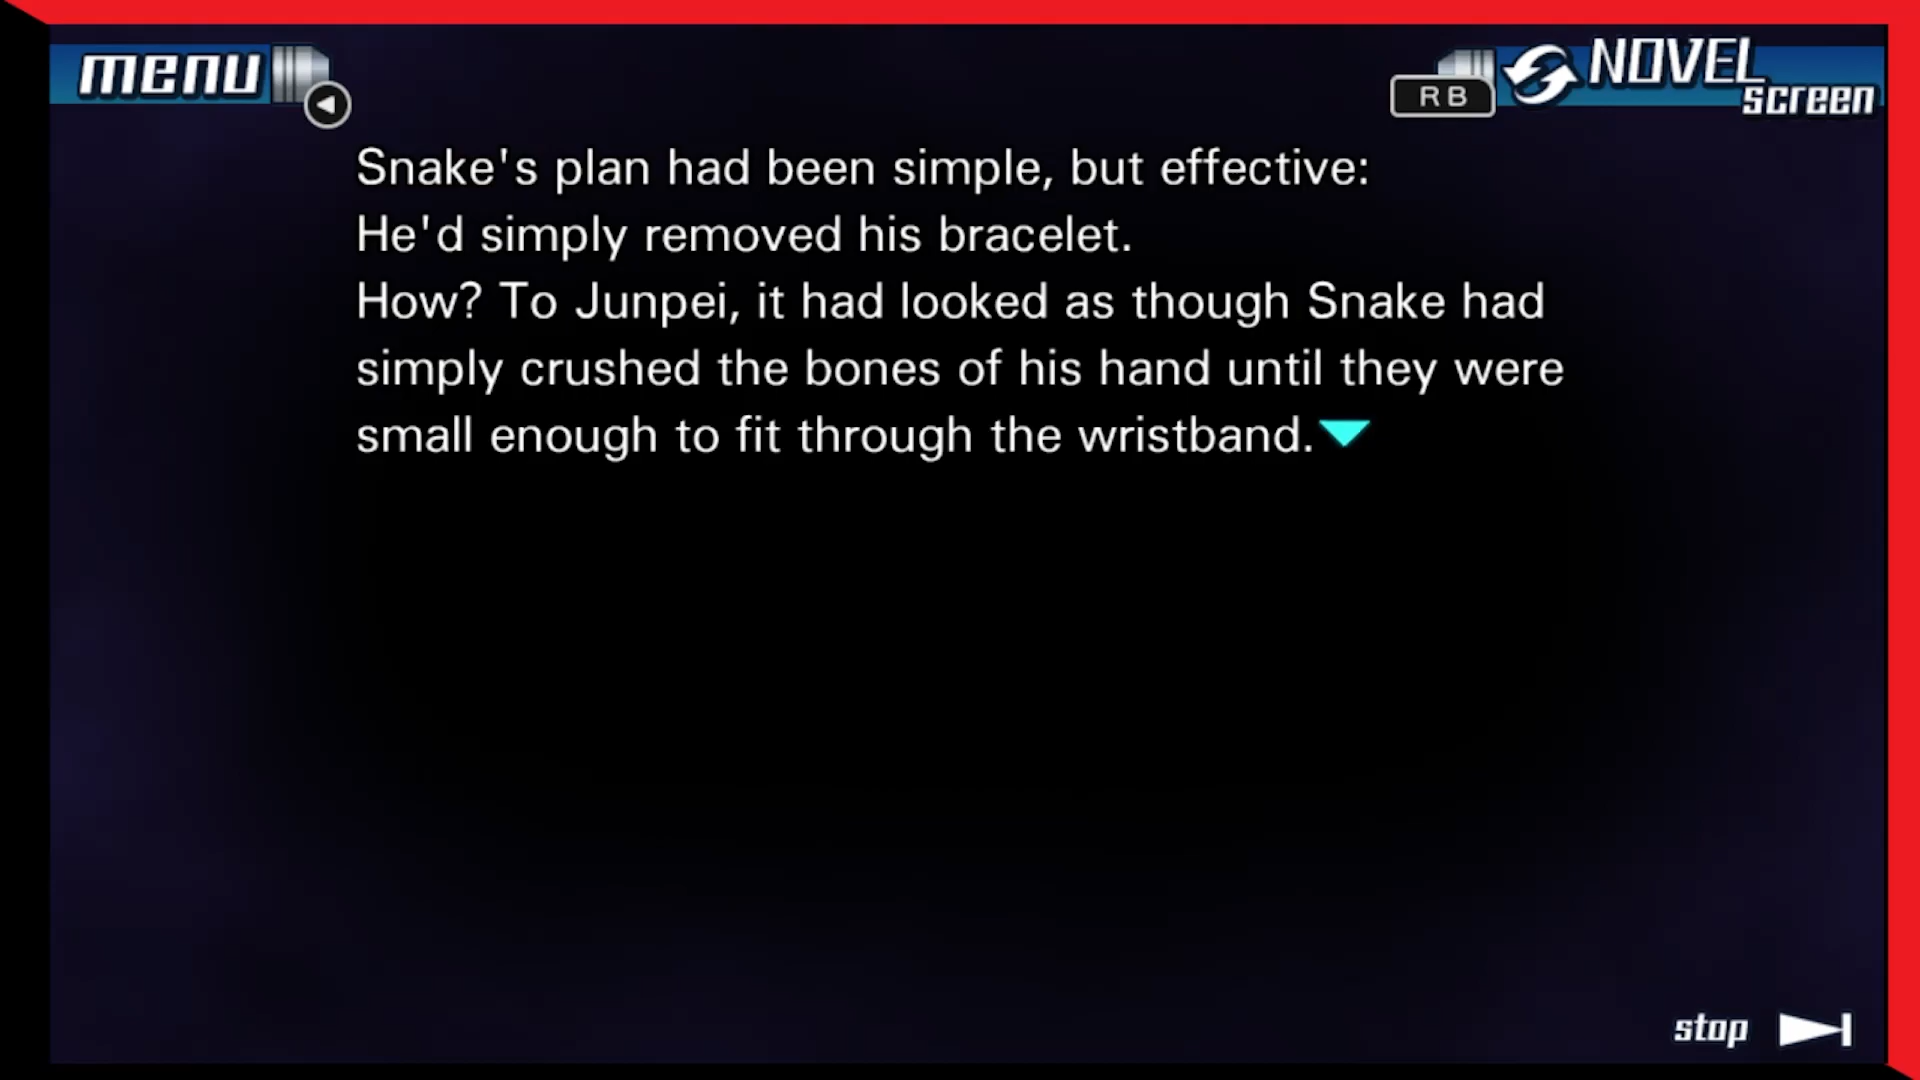 menu
RB
NOVEL
screen
Snake's plan had been simple, but effective:
He'd simply removed his bracelet.
How? To Junpei, it had looked as though Snake had
simply crushed the bones of his hand until they were
small enough to fit through the wristband.
stop